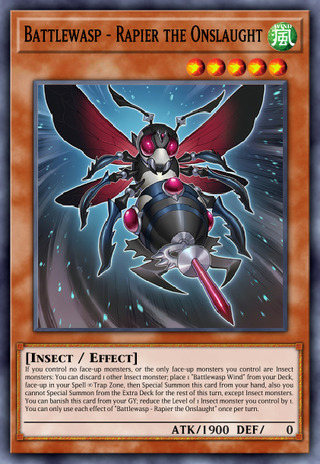 Battlewasp - Rapier the Onslaught
WIND
風
[Insect / Effect]
If you control no face-up monsters, or the only face-up monsters you control are Insect
monsters: You can discard 1 other Insect monster; place 1 "Battlewasp Wind" from your Deck,
face-up in your Spell & Trap Zone, then Special Summon this card from your hand, also you
cannot Special Summon from the Extra Deck for the rest of this turn, except Insect monsters.
You can banish this card from your GY; reduce the Level of 1 Insect monster you control by 1.
You can only use each effect of "Battlewasp - Rapier the Onslaught" once per turn.
ATK/1900 DEF/ 0